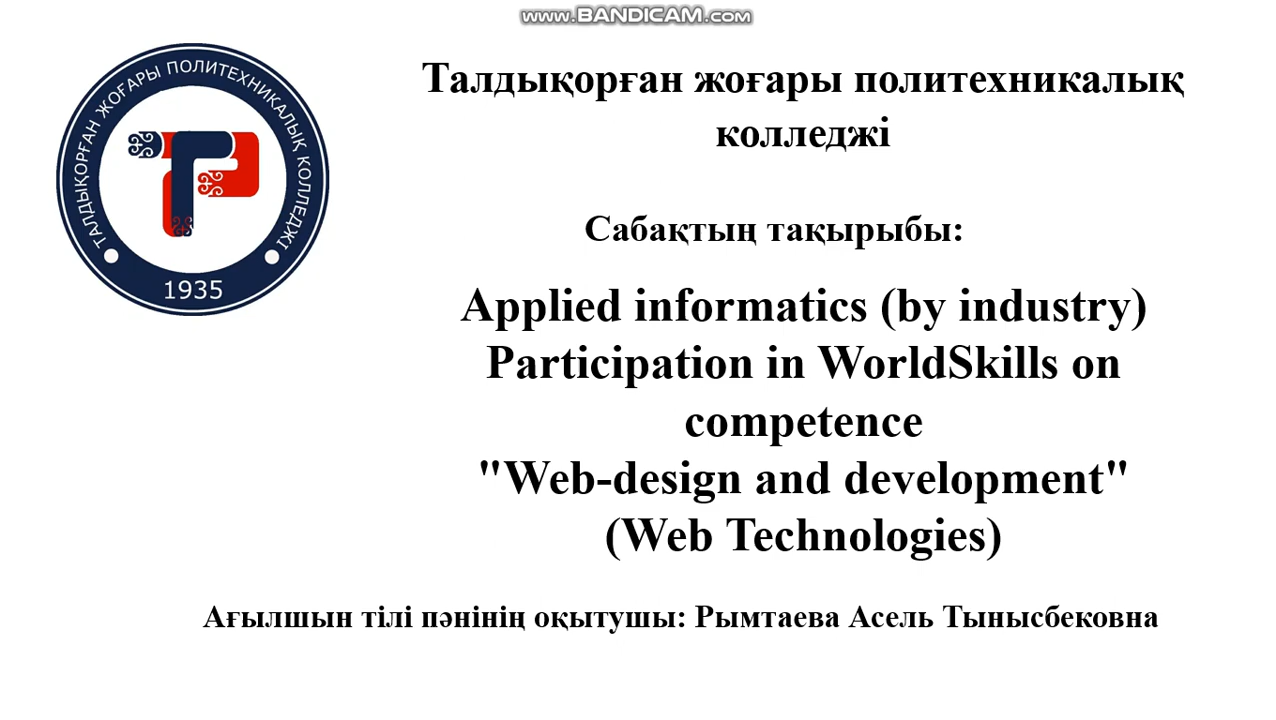 www.BANDICAM.com
ТАЛДЫҚОРҒАН ЖОҒАРЫ ПОЛИТЕХНИКАЛЫҚ КОЛЛЕДЖІ
1935
Талдықорған жоғары политехникалық
колледжі
Сабақтың тақырыбы:
Applied informatics (by industry)
Participation in WorldSkills on
competence
"Web-design and development"
(Web Technologies)
Ағылшын тілі пәнінің оқытушы: Рымтаева Асель Тынысбековна